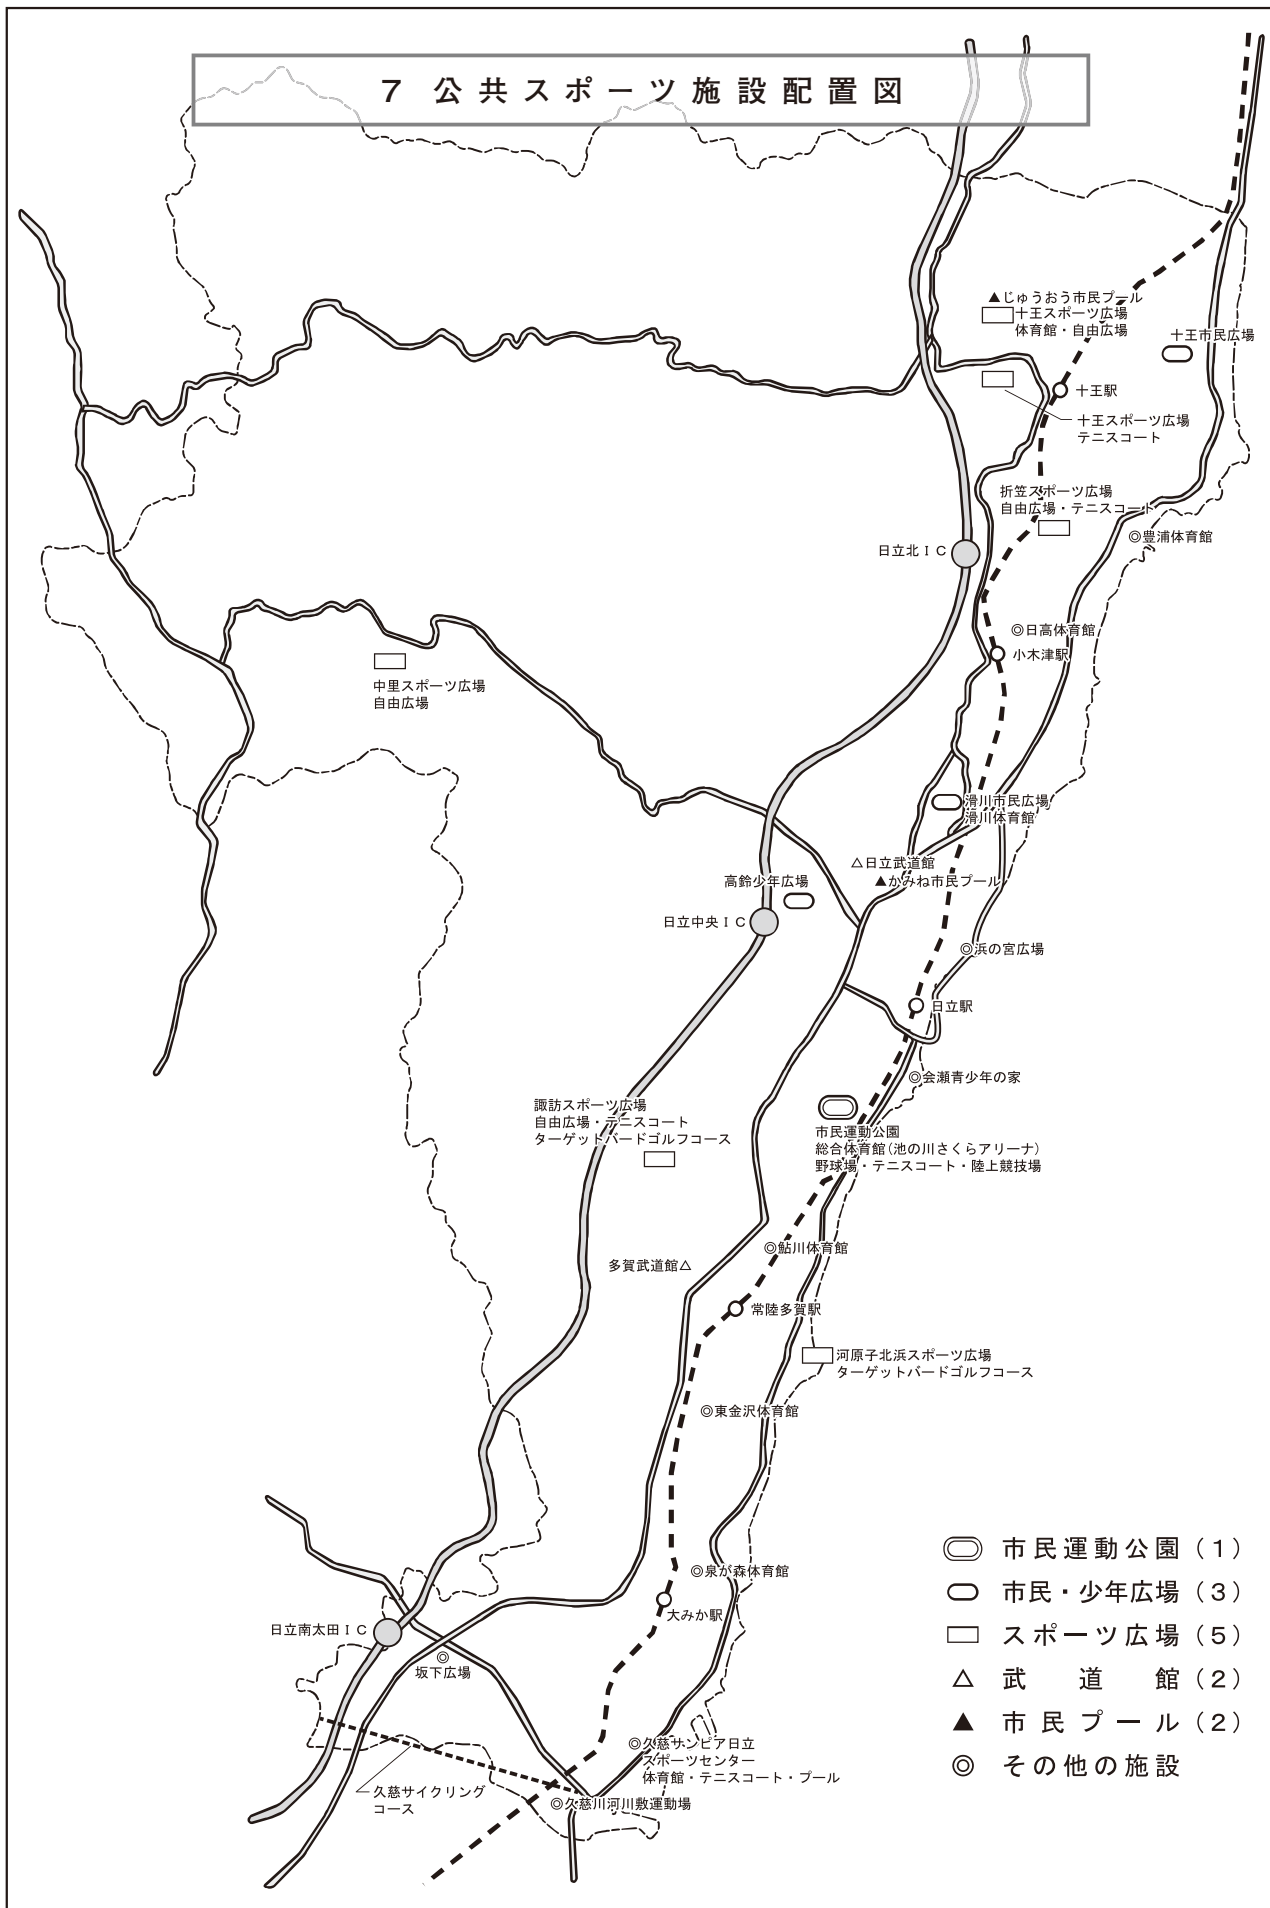 7 公共スポーツ施設配置図
▲じゅうおう市民プール
十王スポーツ広場
体育館・自由広場
十王市民広場
十王駅
十王スポーツ広場
テニスコート
折笠スポーツ広場
自由広場・テニスコート
◎豊浦体育館
日立北ＩＣ
◎日高体育館
小木津駅
中里スポーツ広場
自由広場
滑川市民広場
滑川体育館
△日立武道館
▲かみね市民プール
高鈴少年広場
日立中央ＩＣ
◎浜の宮広場
日立駅
◎会瀬青少年の家
諏訪スポーツ広場
自由広場・テニスコート
ターゲットバードゴルフコース
市民運動公園
総合体育館(池の川さくらアリーナ)
野球場・テニスコート・陸上競技場
◎鮎川体育館
多賀武道館△
常陸多賀駅
河原子北浜スポーツ広場
ターゲットバードゴルフコース
◎東金沢体育館
◎泉が森体育館
大みか駅
日立南太田ＩＣ
◎
坂下広場
◎久慈サンピア日立
スポーツセンター
体育館・テニスコート・プール
久慈サイクリング
コース
◎久慈川河川敷運動場
市民運動公園（1）
市民・少年広場（3）
スポーツ広場（5）
△ 武道館（2）
▲ 市民プール（2）
◎ その他の施設